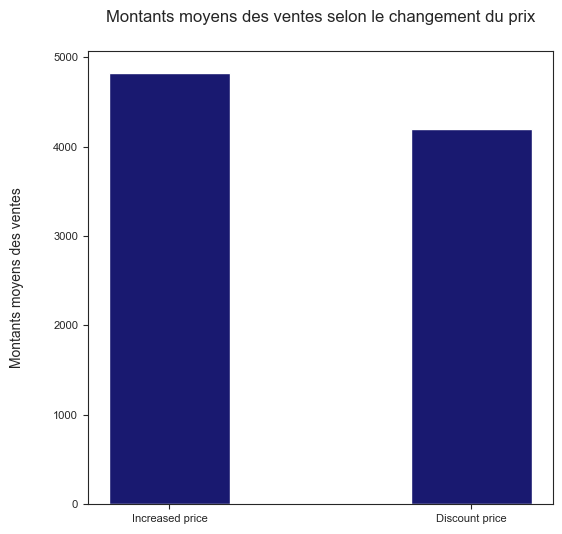 Montants moyens des ventes selon le changement du prix
Montants moyens des ventes
5000
4000
3000
2000
1000
0
Increased price
Discount price